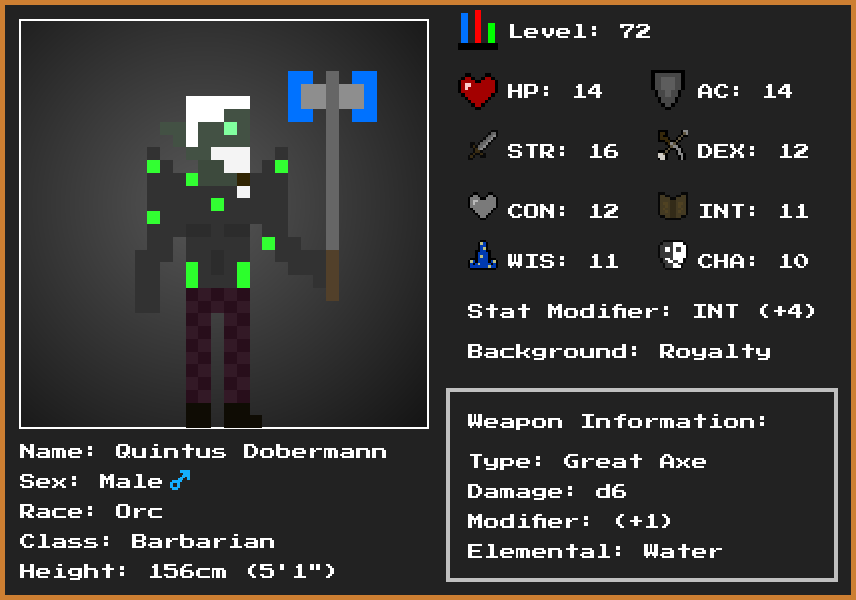 Level: 72
HP: 14
AC: 14
STR: 16
DEX: 12
CON: 12
INT: 11
WIS: 11
CHA: 10
Stat Modifier: INT (+4)
Background: Royalty
Weapon Information:
Type: Great Axe
Damage: d6
Modifier: (+1)
Elemental: Water
Name: Quintus Dobermann
Sex: Male ♂
Race: Orc
Class: Barbarian
Height: 156cm (5'1")